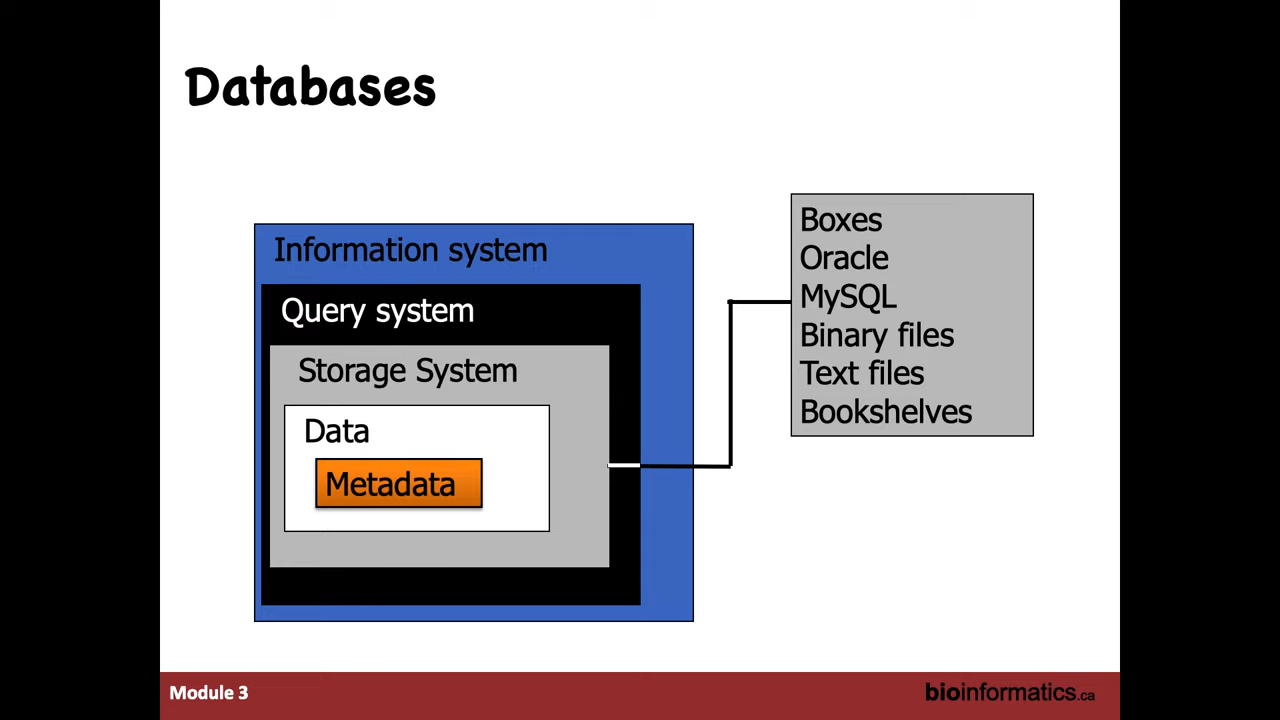 Databases
Information system
Query system
Storage System
Data
Metadata
Boxes
Oracle
MySQL
Binary files
Text files
Bookshelves
Module 3
bioinformatics.ca